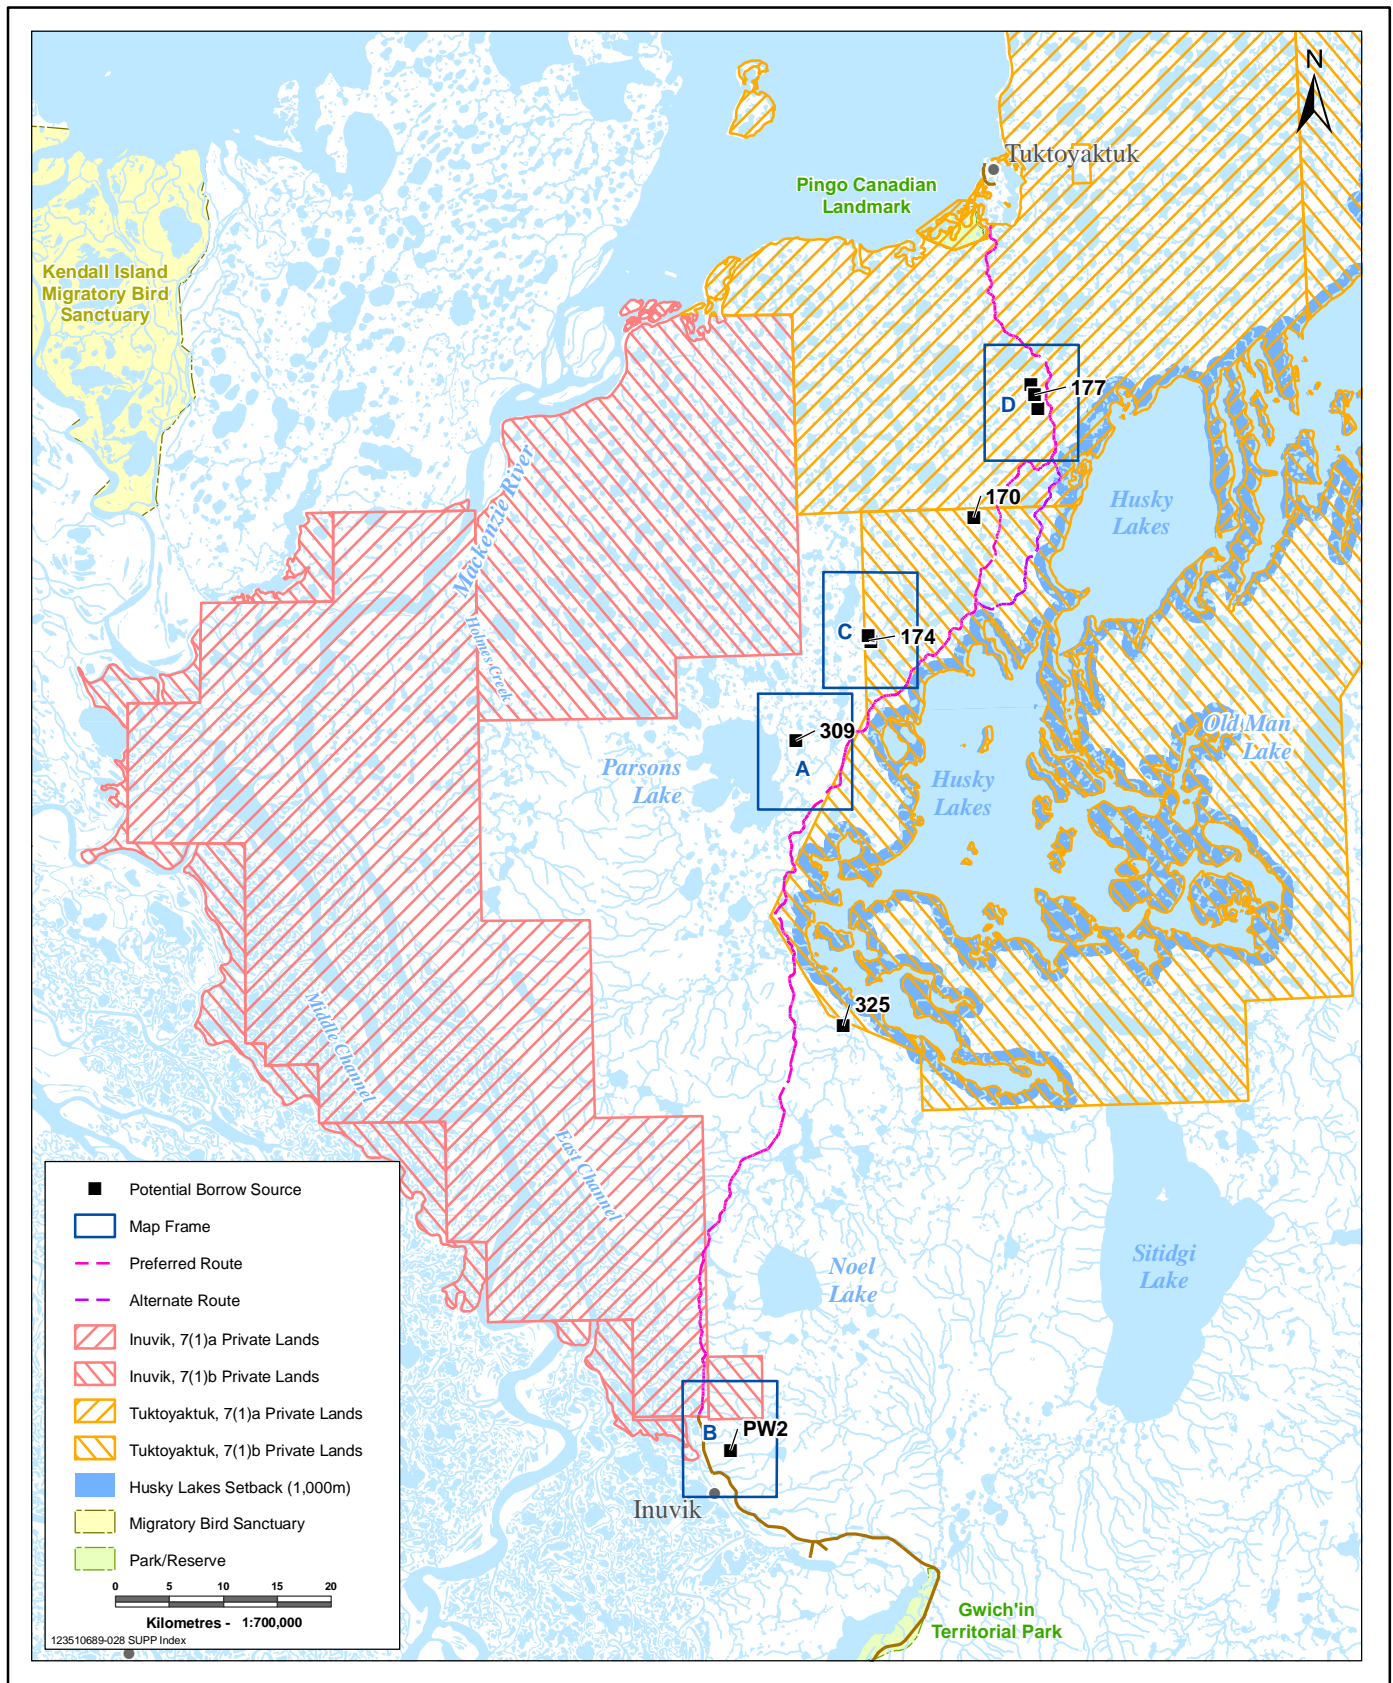 N
Tuktoyaktuk
Pingo Canadian
Landmark
Kendall Island
Migratory Bird
Sanctuary
177
D
Mackenzie River
170
Husky
Lakes
Holmes Creek
C
174
309
A
Parsons
Lake
Old Man
Lake
Husky
Lakes
325
Middle Channel
East Channel
Noel
Lake
Sitidgi
Lake
B
PW2
Inuvik
Gwich'in
Territorial Park
Potential Borrow Source
Map Frame
Preferred Route
Alternate Route
Inuvik, 7(1)a Private Lands
Inuvik, 7(1)b Private Lands
Tuktoyaktuk, 7(1)a Private Lands
Tuktoyaktuk, 7(1)b Private Lands
Husky Lakes Setback (1,000m)
Migratory Bird Sanctuary
Park/Reserve
0 5 10 15 20
Kilometres - 1:700,000
123510689-028 SUPP Index